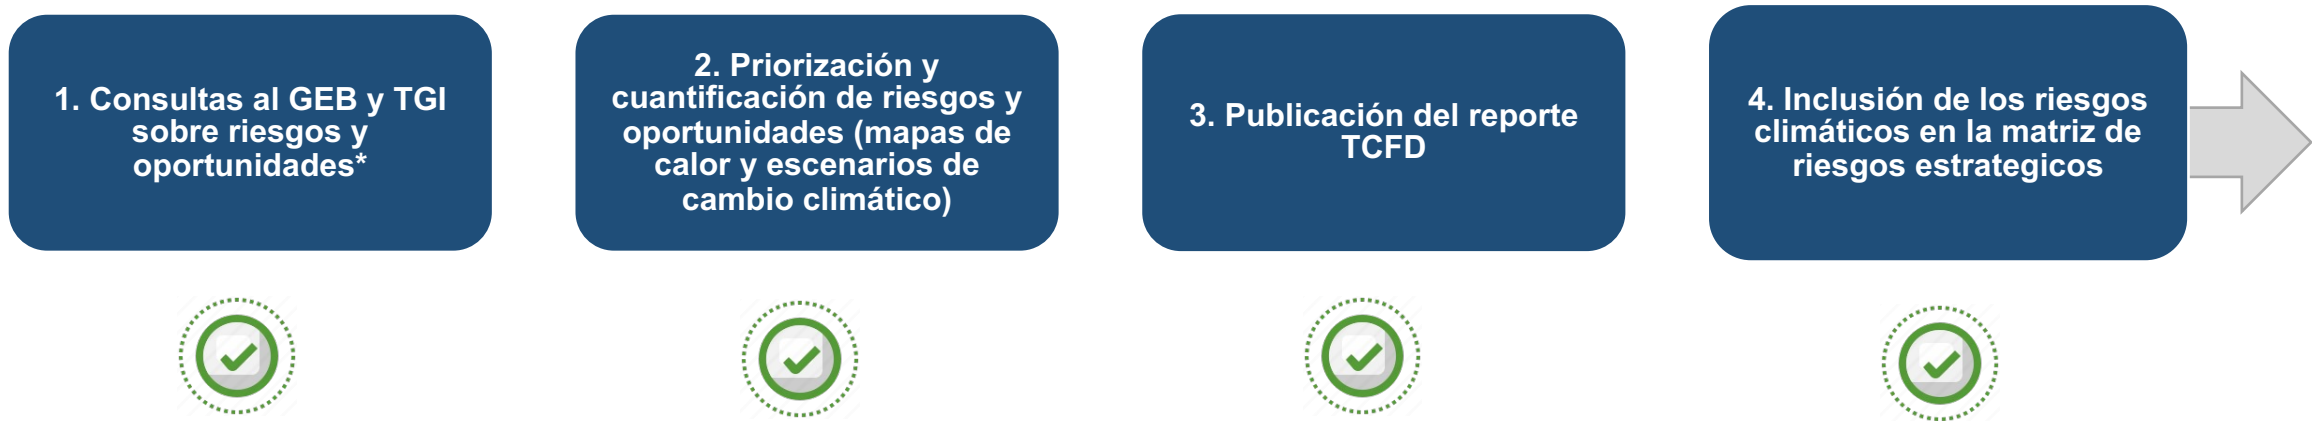 1. Consultas al GEB y TGI
sobre riesgos y
oportunidades*
2. Priorización y
cuantificación de riesgos y
oportunidades (mapas de
calor y escenarios de
cambio climático)
3. Publicación del reporte
TCFD
4. Inclusión de los riesgos
climáticos en la matriz de
riesgos estrategicos